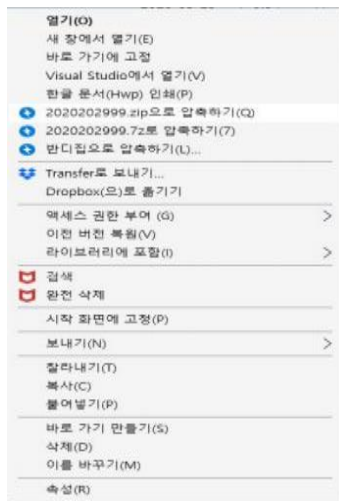 열기(O)
새 창에서 열기(E)
바로 가기에 고정
Visual Studio에서 열기(V)
한글 문서(Hwp) 인쇄(P)
2020202999.zip으로 압축하기(Q)
2020202999.7z로 압축하기(7)
반디집으로 압축하기(L)...
Transfer로 보내기...
Dropbox(으)로 옮기기
액세스 권한 부여 (G)
이전 버전 복원(V)
라이브러리에 포함(I)
검색
완전 삭제
시작 화면에 고정(P)
보내기(N)
잘라내기(T)
복사(C)
붙여넣기(P)
바로 가기 만들기(S)
삭제(D)
이름 바꾸기(M)
속성(R)